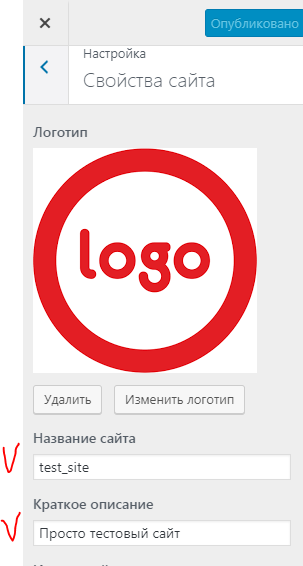 Опубликовано
Настройка
Свойства сайта
Логотип
logo
Удалить
Изменить логотип
Название сайта
test_site
Краткое описание
Просто тестовый сайт